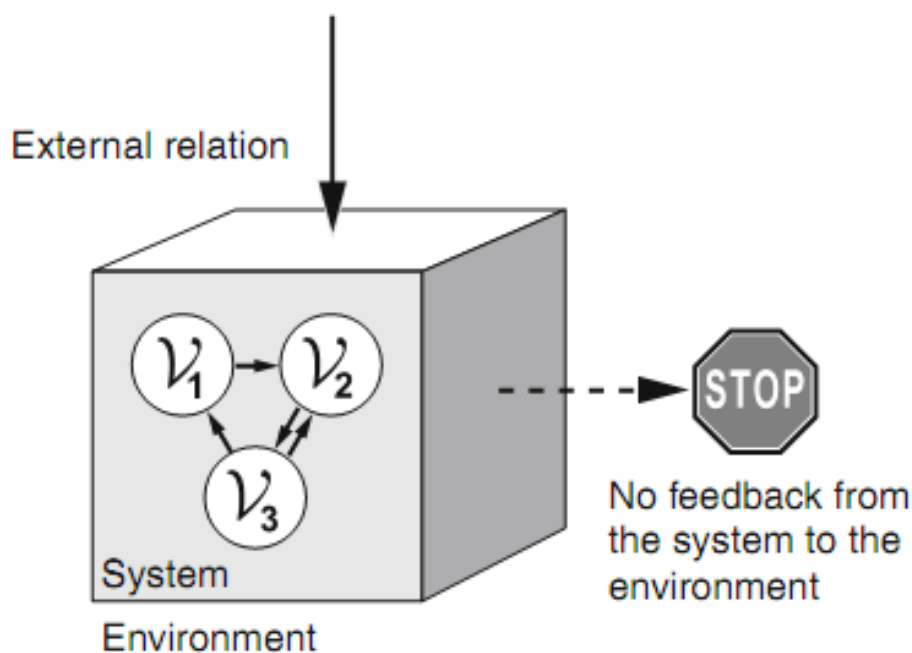 External relation
V1
V2
V3
STOP
No feedback from
the system to the
environment
System
Environment